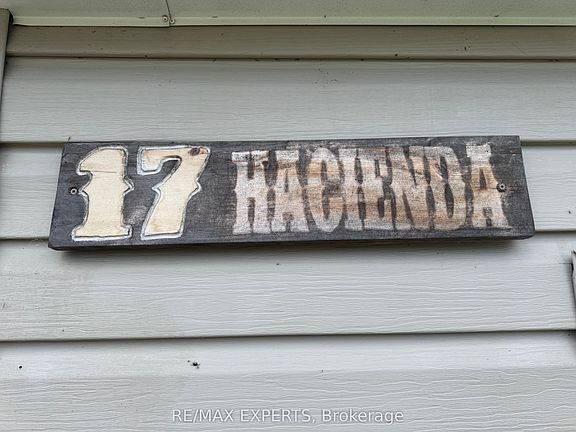 17 HACIENDA
RE/MAX EXPERTS, Brokerage